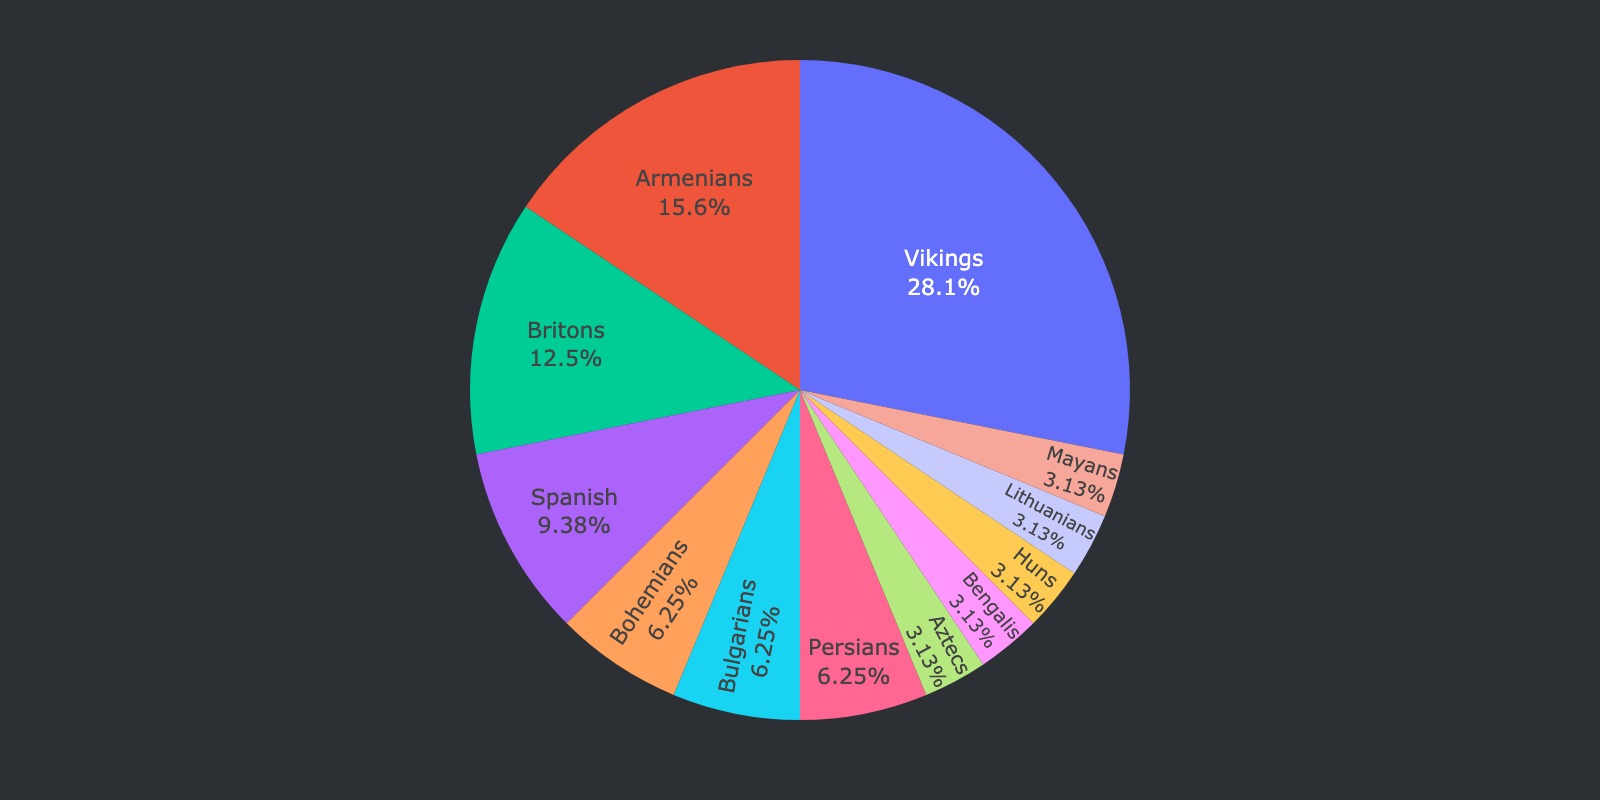 Armenians
15.6%
Vikings
28.1%
Britons
12.5%
Spanish
9.38%
Bohemians
6.25%
Bulgarians
6.25%
Persians
6.25%
Aztecs
3.13%
Bengalis
3.13%
Huns
3.13%
Lithuanians
3.13%
Mayans
3.13%